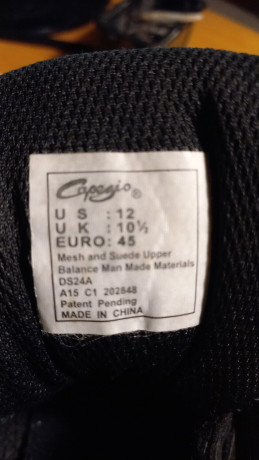 Capezio®
US : 12
UK : 10½
EURO: 45
Mesh and Suede Upper
Balance Man Made Materials
DS24A
A15 C1 202848
Patent Pending
MADE IN CHINA